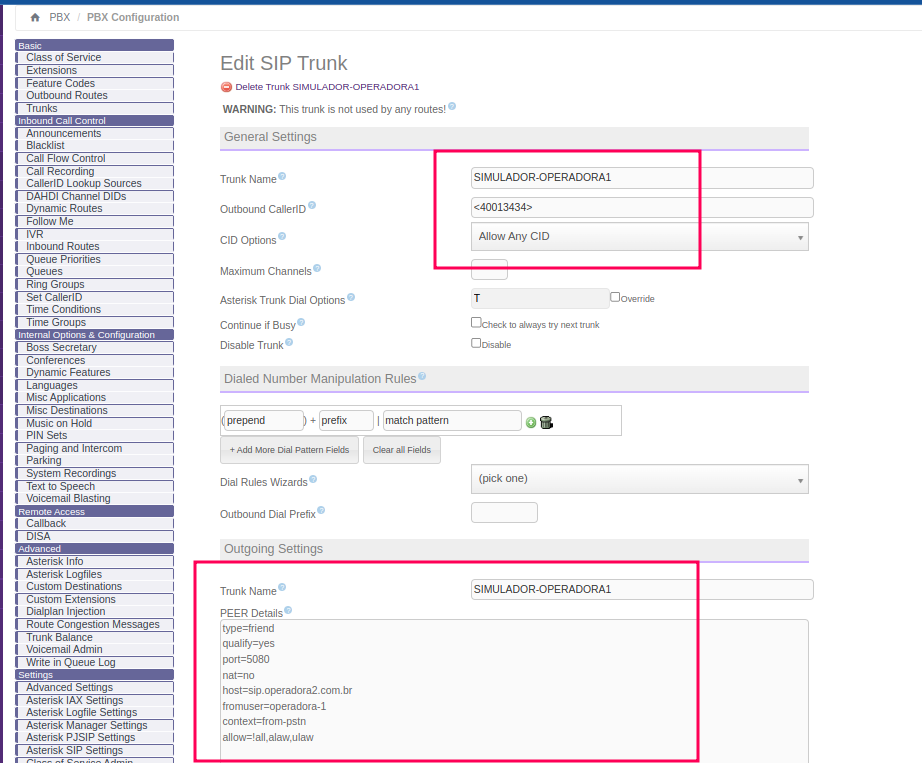 PBX / PBX Configuration
Basic
Class of Service
Extensions
Feature Codes
Outbound Routes
Trunks
Inbound Call Control
Announcements
Blacklist
Call Flow Control
Call Recording
CallerID Lookup Sources
DAHDI Channel DIDs
Dynamic Routes
Follow Me
IVR
Inbound Routes
Queue Priorities
Queues
Ring Groups
Set CallerID
Time Conditions
Time Groups
Internal Options & Configuration
Boss Secretary
Conferences
Dynamic Features
Languages
Misc Applications
Misc Destinations
Music on Hold
PIN Sets
Paging and Intercom
Parking
System Recordings
Text to Speech
Voicemail Blasting
Remote Access
Callback
DISA
Advanced
Asterisk Info
Asterisk Logfiles
Custom Destinations
Custom Extensions
Dialplan Injection
Route Congestion Messages
Trunk Balance
Voicemail Admin
Write in Queue Log
Settings
Advanced Settings
Asterisk IAX Settings
Asterisk Logfile Settings
Asterisk Manager Settings
Asterisk PJSIP Settings
Asterisk SIP Settings
Class of Service Admin
Edit SIP Trunk
Delete Trunk SIMULADOR-OPERADORA1
WARNING: This trunk is not used by any routes!
General Settings
Trunk Name SIMULADOR-OPERADORA1
Outbound CallerID <40013434>
CID Options Allow Any CID
Maximum Channels
Asterisk Trunk Dial Options T Override
Continue if Busy Check to always try next trunk
Disable Trunk Disable
Dialed Number Manipulation Rules
(prepend) + prefix | match pattern
+ Add More Dial Pattern Fields Clear all Fields
Dial Rules Wizards (pick one)
Outbound Dial Prefix
Outgoing Settings
Trunk Name SIMULADOR-OPERADORA1
PEER Details
type=friend
qualify=yes
port=5080
nat=no
host=sip.operadora2.com.br
fromuser=operadora-1
context=from-pstn
allow=!all,alaw,ulaw